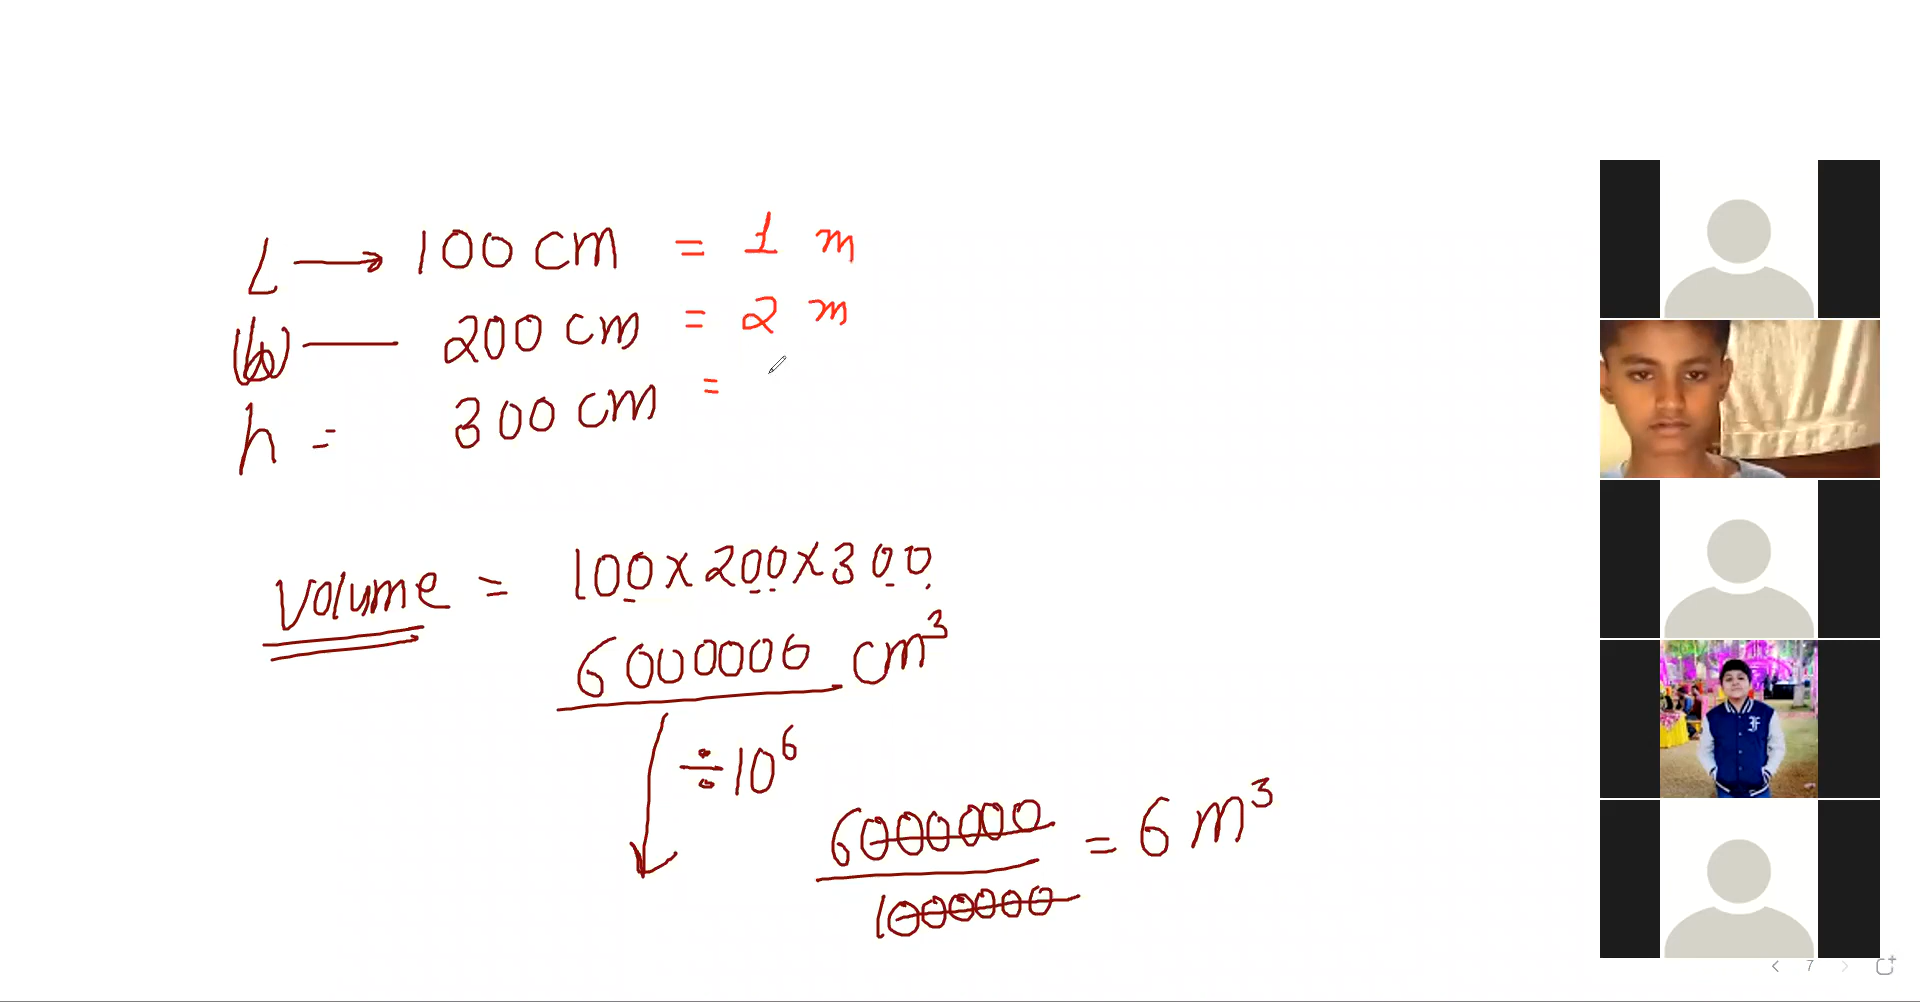 L → 100 cm = 1 m
(b) — 200 cm = 2 m
h = 300 cm =
Volume = 100 × 200 × 300
6000000 cm³
÷ 10⁶
6000000 / 1000000 = 6 m³
F
7